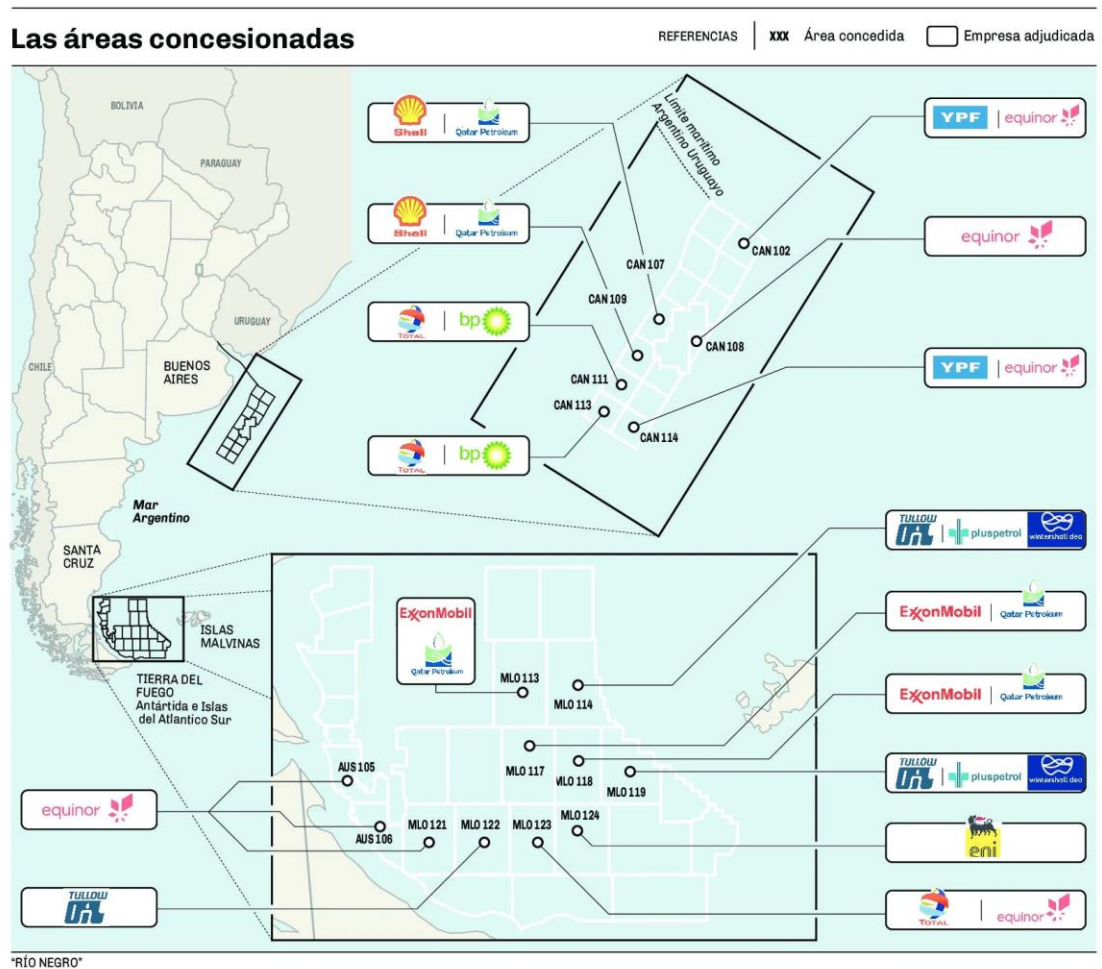 Las áreas concesionadas
REFERENCIAS
XXX Área concedida
Empresa adjudicada
BOLIVIA
PARAGUAY
URUGUAY
CHILE
BUENOS
AIRES
Mar
Argentino
SANTA
CRUZ
ISLAS
MALVINAS
TIERRA DEL
FUEGO
Antártida e Islas
del Atlantico Sur
Límite marítimo
Argentino Uruguayo
Shell Qatar Petroleum
Shell Qatar Petroleum
TOTAL bp
TOTAL bp
YPF equinor
equinor
YPF equinor
CAN 102
CAN 107
CAN 109
CAN 108
CAN 111
CAN 113
CAN 114
ExxonMobil
Qatar Petroleum
MLO 113
MLO 114
MLO 117
MLO 118
MLO 119
AUS 105
AUS 106
MLO 121
MLO 122
MLO 123
MLO 124
TULLOW OIL pluspetrol wintershall dea
ExxonMobil Qatar Petroleum
ExxonMobil Qatar Petroleum
TULLOW OIL pluspetrol wintershall dea
eni
TOTAL equinor
equinor
TULLOW OIL
"RÍO NEGRO"